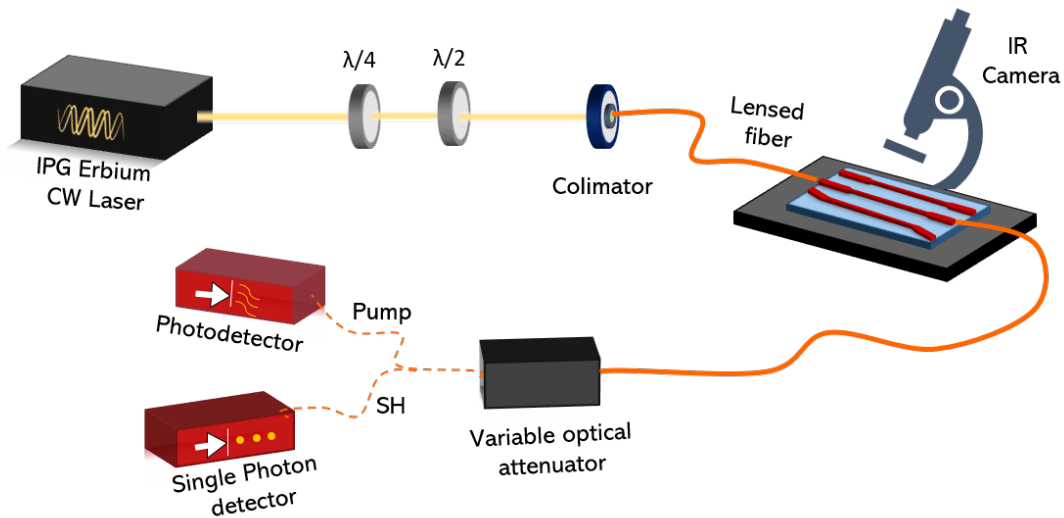 λ/4
λ/2
IR
Camera
Lensed
fiber
IPG Erbium
CW Laser
Colimator
Pump
Photodetector
SH
Variable optical
attenuator
Single Photon
detector